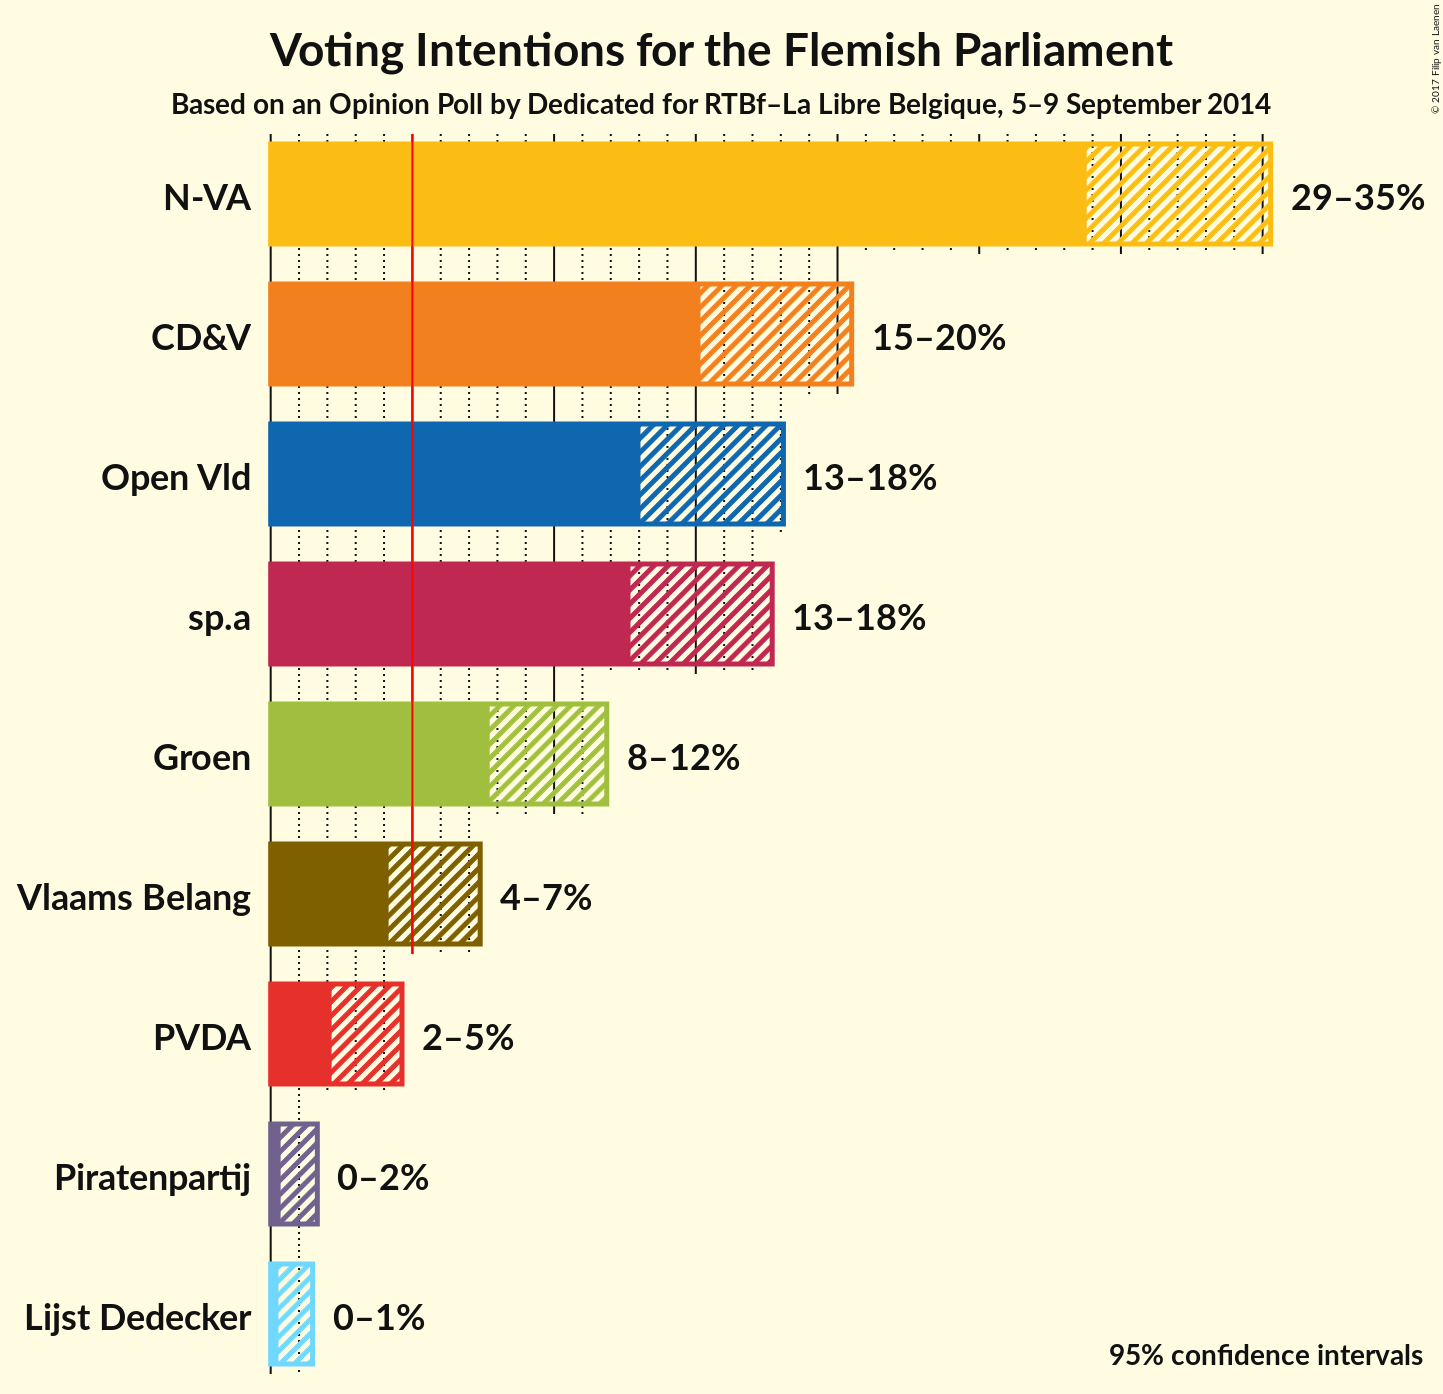 Voting Intentions for the Flemish Parliament
Based on an Opinion Poll by Dedicated for RTBf–La Libre Belgique, 5–9 September 2014
© 2017 Filip van Laenen
N-VA 29–35%
CD&V 15–20%
Open Vld 13–18%
sp.a 13–18%
Groen 8–12%
Vlaams Belang 4–7%
PVDA 2–5%
Piratenpartij 0–2%
Lijst Dedecker 0–1%
95% confidence intervals